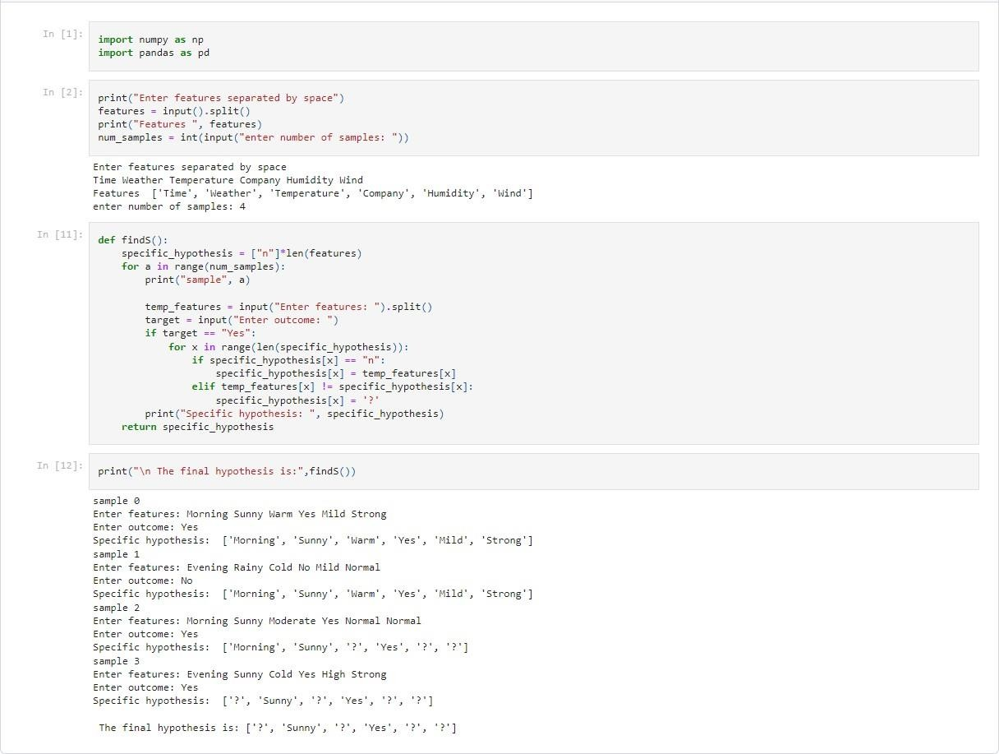 In [1]:
import numpy as np
import pandas as pd
In [2]:
print("Enter features separated by space")
features = input().split()
print("Features ", features)
num_samples = int(input("enter number of samples: "))
Enter features separated by space
Time Weather Temperature Company Humidity Wind
Features  ['Time', 'Weather', 'Temperature', 'Company', 'Humidity', 'Wind']
enter number of samples: 4
In [11]:
def findS():
    specific_hypothesis = ["n"]*len(features)
    for a in range(num_samples):
        print("sample", a)

        temp_features = input("Enter features: ").split()
        target = input("Enter outcome: ")
        if target == "Yes":
            for x in range(len(specific_hypothesis)):
                if specific_hypothesis[x] == "n":
                    specific_hypothesis[x] = temp_features[x]
                elif temp_features[x] != specific_hypothesis[x]:
                    specific_hypothesis[x] = '?'
        print("Specific hypothesis: ", specific_hypothesis)
    return specific_hypothesis
In [12]:
print("\n The final hypothesis is:",findS())
sample 0
Enter features: Morning Sunny Warm Yes Mild Strong
Enter outcome: Yes
Specific hypothesis:  ['Morning', 'Sunny', 'Warm', 'Yes', 'Mild', 'Strong']
sample 1
Enter features: Evening Rainy Cold No Mild Normal
Enter outcome: No
Specific hypothesis:  ['Morning', 'Sunny', 'Warm', 'Yes', 'Mild', 'Strong']
sample 2
Enter features: Morning Sunny Moderate Yes Normal Normal
Enter outcome: Yes
Specific hypothesis:  ['Morning', 'Sunny', '?', 'Yes', '?', '?']
sample 3
Enter features: Evening Sunny Cold Yes High Strong
Enter outcome: Yes
Specific hypothesis:  ['?', 'Sunny', '?', 'Yes', '?', '?']

 The final hypothesis is: ['?', 'Sunny', '?', 'Yes', '?', '?']